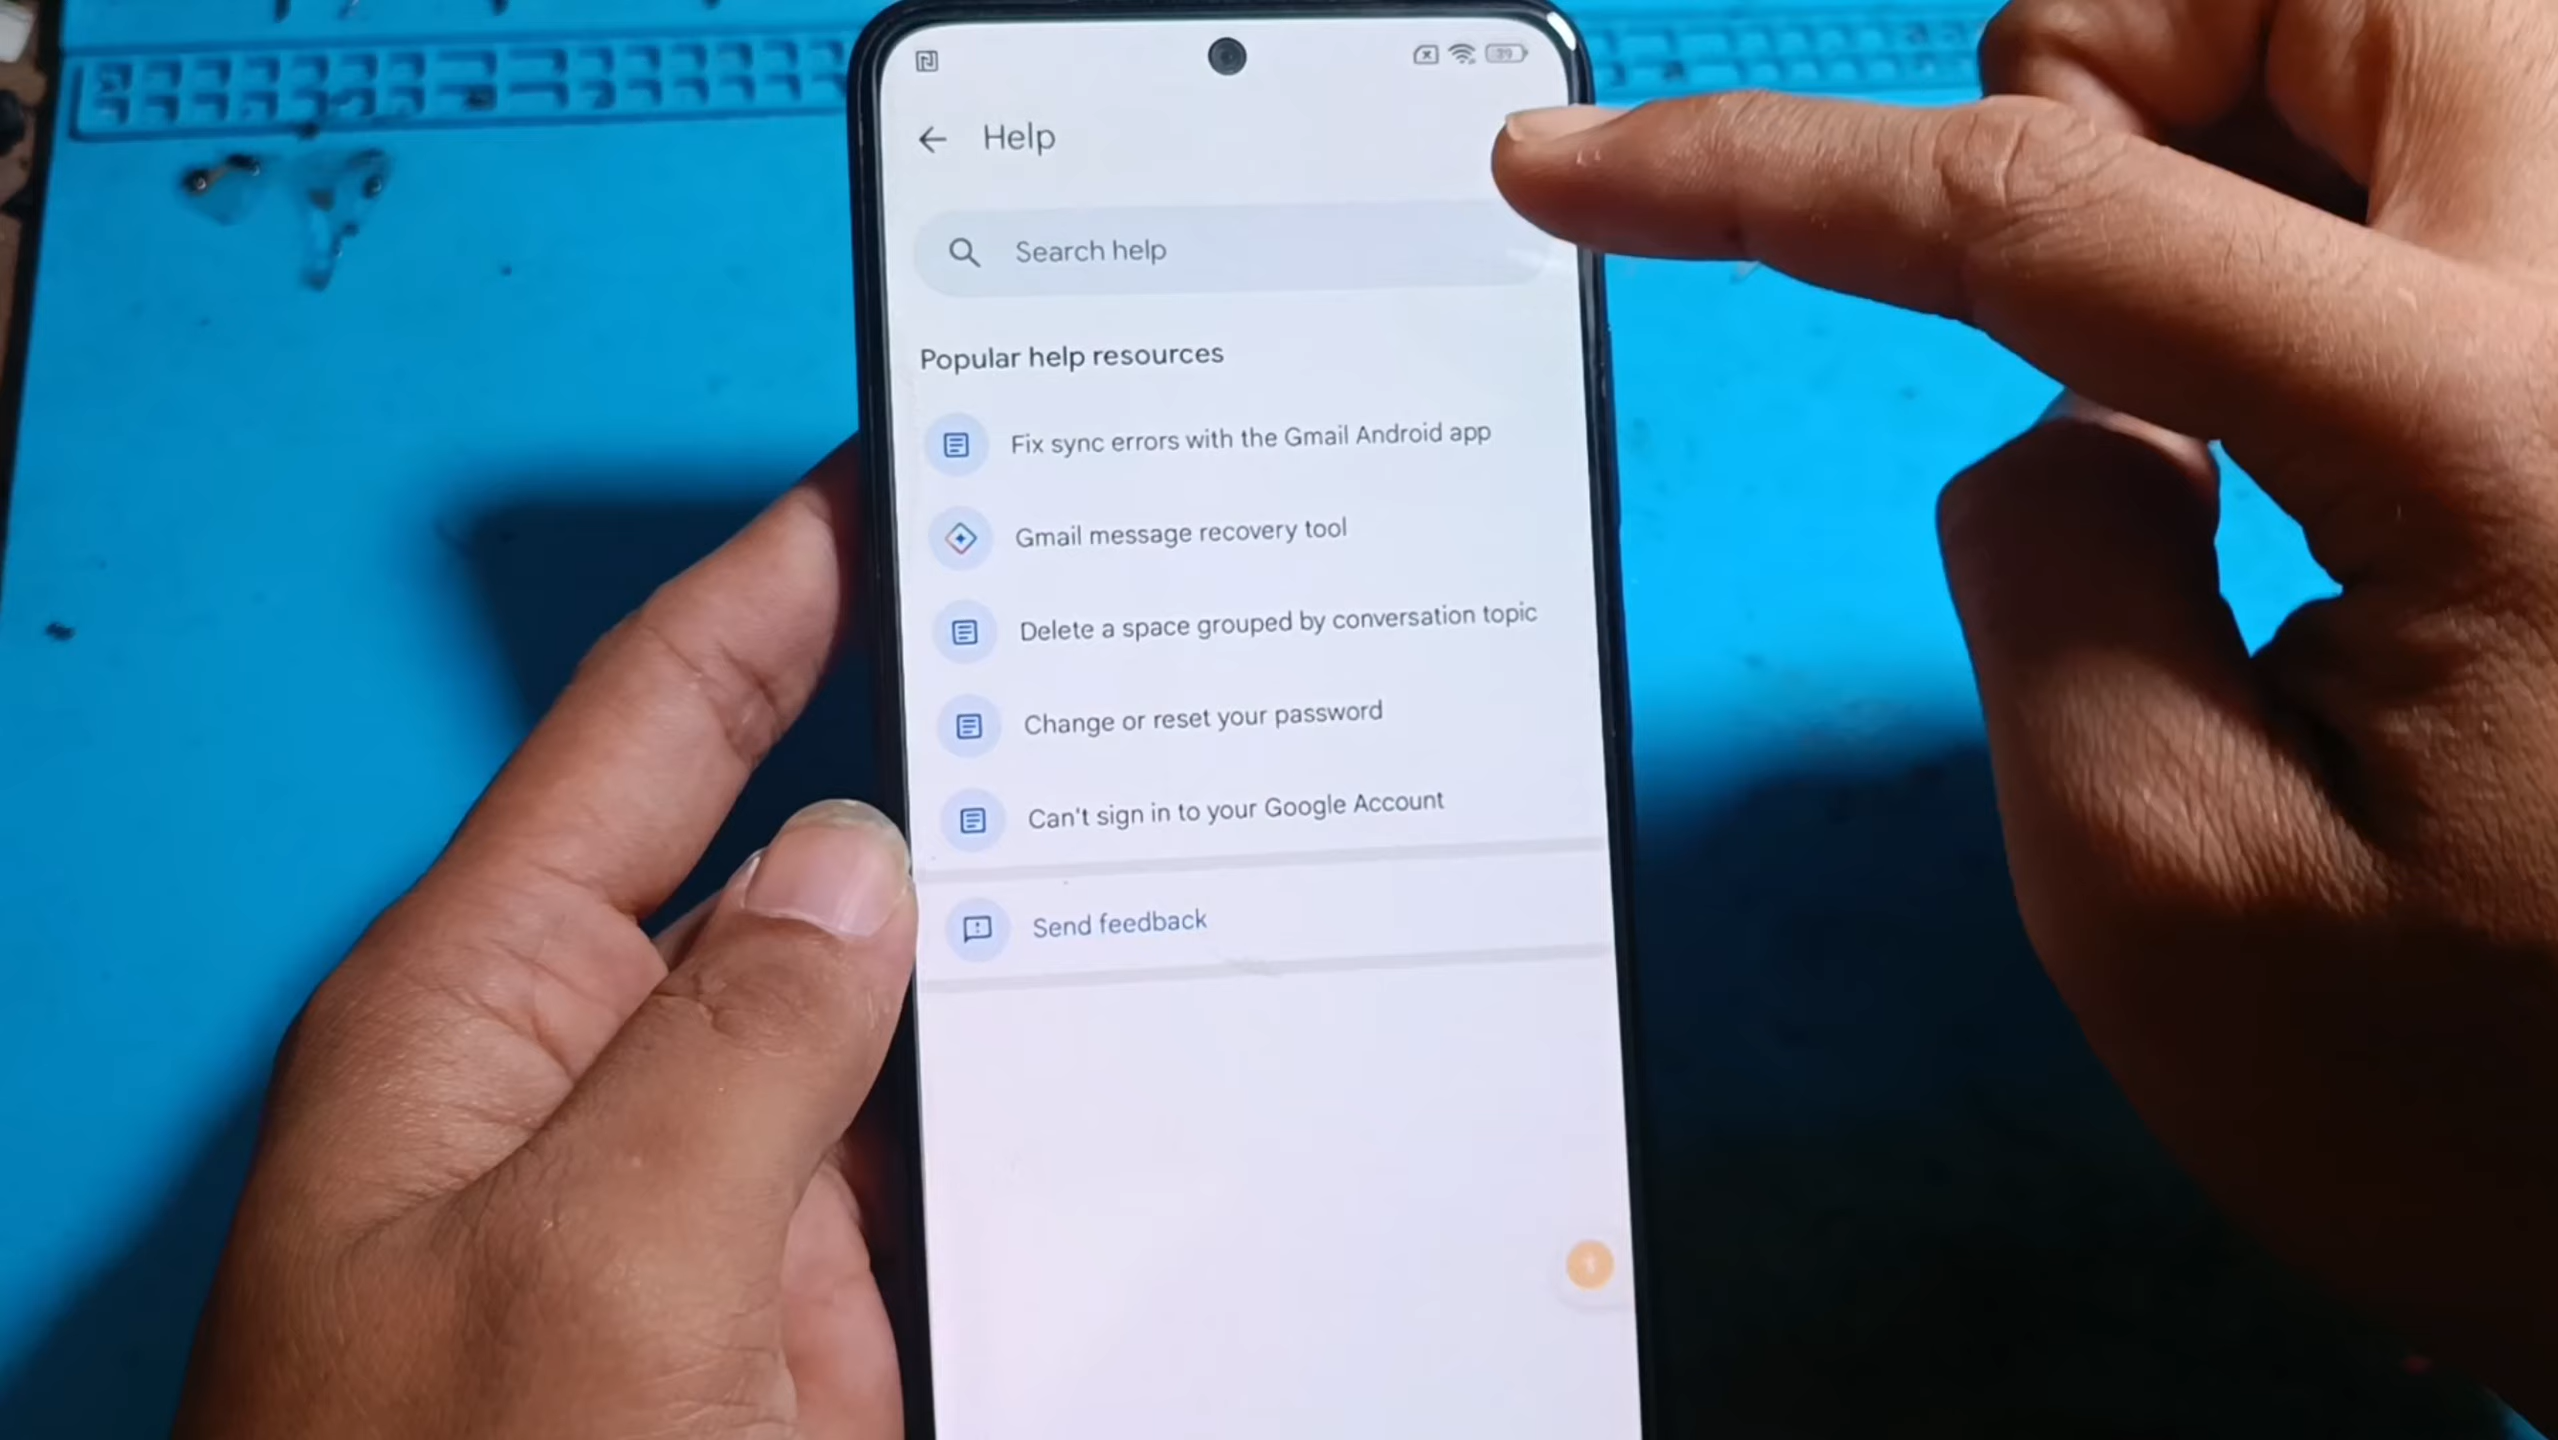 39
Help
Search help
Popular help resources
Fix sync errors with the Gmail Android app
Gmail message recovery tool
Delete a space grouped by conversation topic
Change or reset your password
Can't sign in to your Google Account
Send feedback